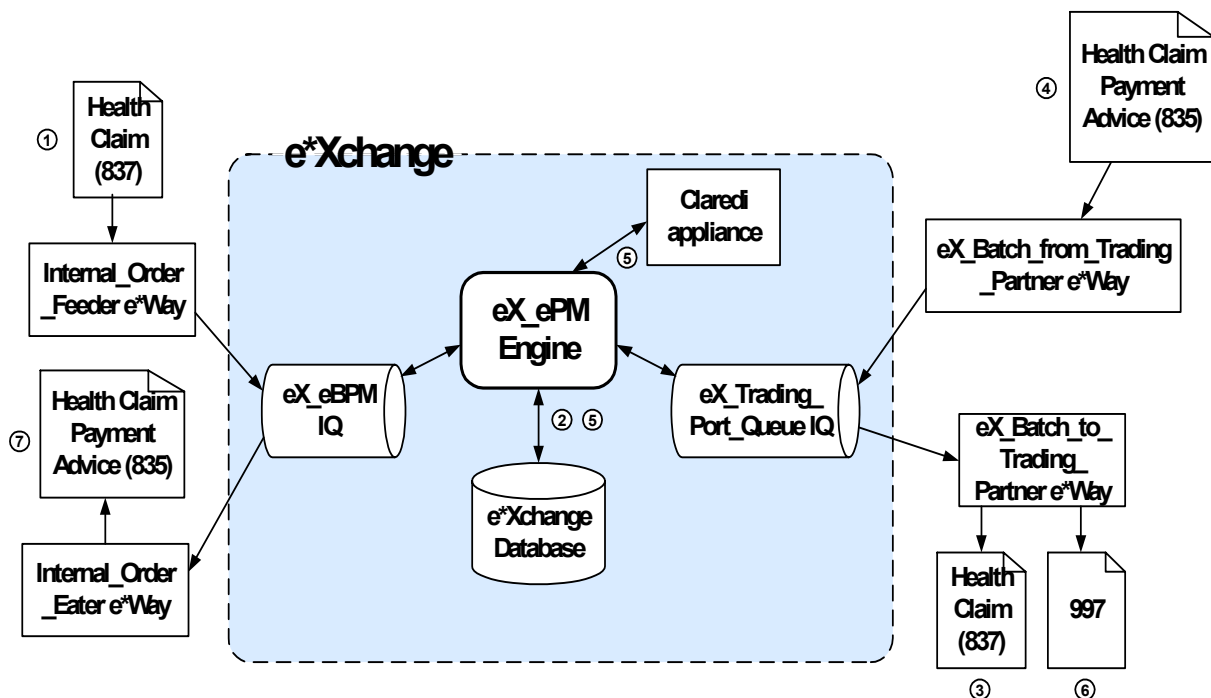 e*Xchange
①
Health
Claim
(837)
Internal_Order
_Feeder e*Way
⑦
Health Claim
Payment
Advice (835)
Internal_Order
_Eater e*Way
eX_eBPM
IQ
eX_ePM
Engine
② ⑤
e*Xchange
Database
Claredi
appliance
⑤
eX_Trading_
Port_Queue IQ
④
Health Claim
Payment
Advice (835)
eX_Batch_from_Trading
_Partner e*Way
eX_Batch_to_
Trading_
Partner e*Way
Health
Claim
(837)
③
997
⑥